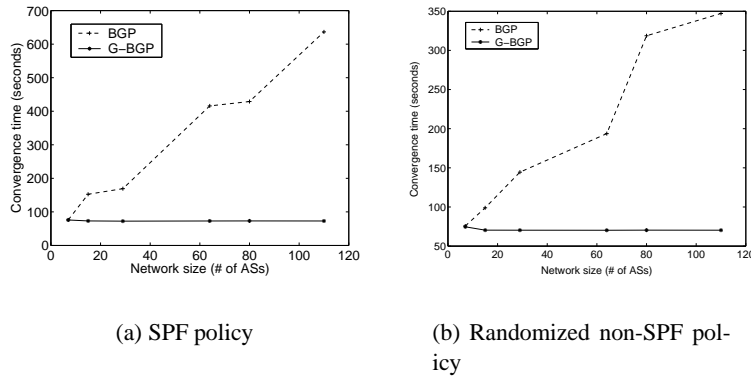 700
600
500
400
300
200
100
0
Convergence time (seconds)
BGP
G−BGP
0 20 40 60 80 100 120
Network size (# of ASs)
(a) SPF policy
350
300
250
200
150
100
50
Convergence time (seconds)
BGP
G−BGP
0 20 40 60 80 100 120
Network size (# of ASs)
(b) Randomized non-SPF pol-
icy